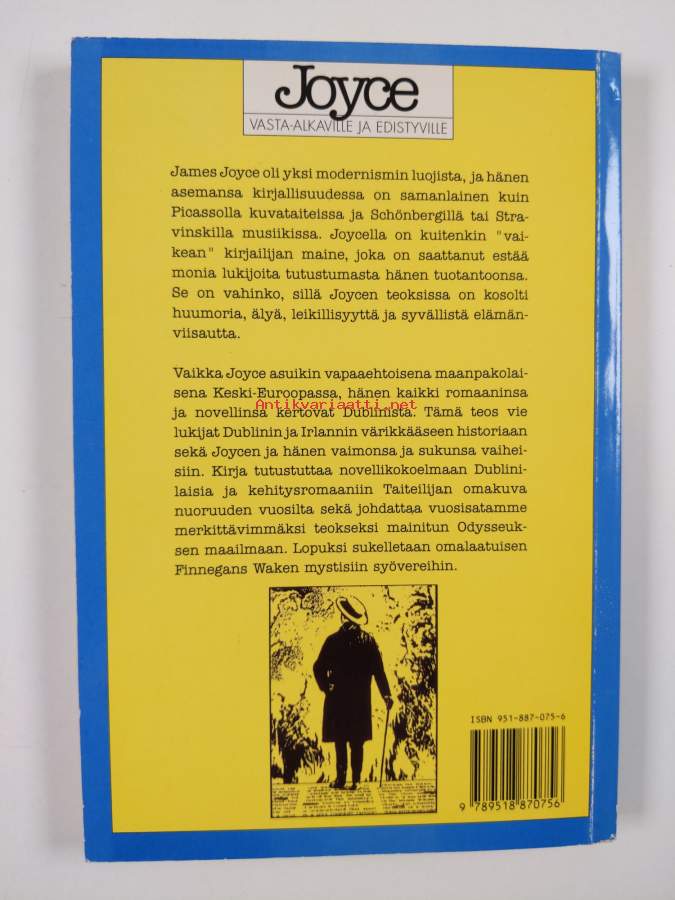 Joyce
VASTA-ALKAVILLE JA EDISTYVILLE
James Joyce oli yksi modernismin luojista, ja hänen
asemansa kirjallisuudessa on samanlainen kuin
Picassolla kuvataiteissa ja Schönbergillä tai Stra-
vinskilla musiikissa. Joycella on kuitenkin "vai-
kean" kirjailijan maine, joka on saattanut estää
monia lukijoita tutustumasta hänen tuotantoonsa.
Se on vahinko, sillä Joycen teoksissa on kosolti
huumoria, älyä, leikillisyyttä ja syvällistä elämän-
viisautta.
Vaikka Joyce asuikin vapaaehtoisena maanpakolai-
sena Keski-Euroopassa, hänen kaikki romaaninsa
Antikvariaatti.net
ja novellinsa kertovat Dublinista. Tämä teos vie
lukijat Dublinin ja Irlannin värikkääseen historiaan
sekä Joycen ja hänen vaimonsa ja sukunsa vaihei-
siin. Kirja tutustuttaa novellikokoelmaan Dublini-
laisia ja kehitysromaaniin Taiteilijan omakuva
nuoruuden vuosilta sekä johdattaa vuosisatamme
merkittävimmäksi teokseksi mainitun Odysseuk-
sen maailmaan. Lopuksi sukelletaan omalaatuisen
Finnegans Waken mystisiin syövereihin.
ISBN 951-887-075-6
9 789518 870756